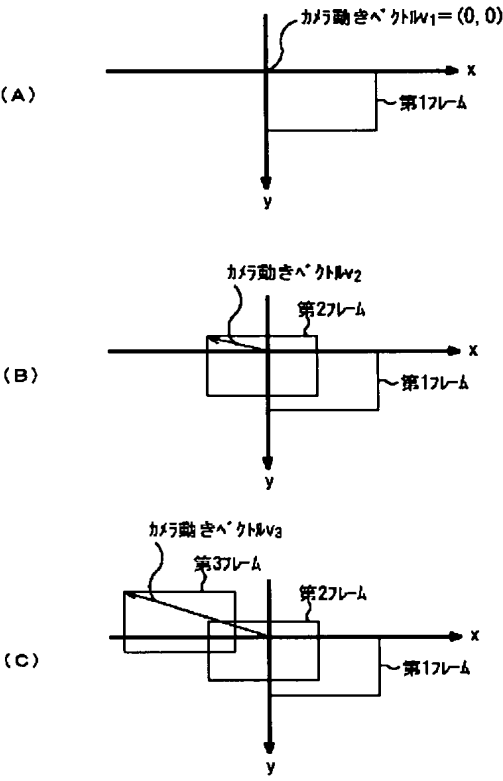 カメラ動きベクトルv₁=(0,0)
x
(A)
第1フレーム
y
カメラ動きベクトルv₂
第2フレーム
x
(B)
第1フレーム
y
カメラ動きベクトルv₃
第3フレーム
第2フレーム
x
(C)
第1フレーム
y